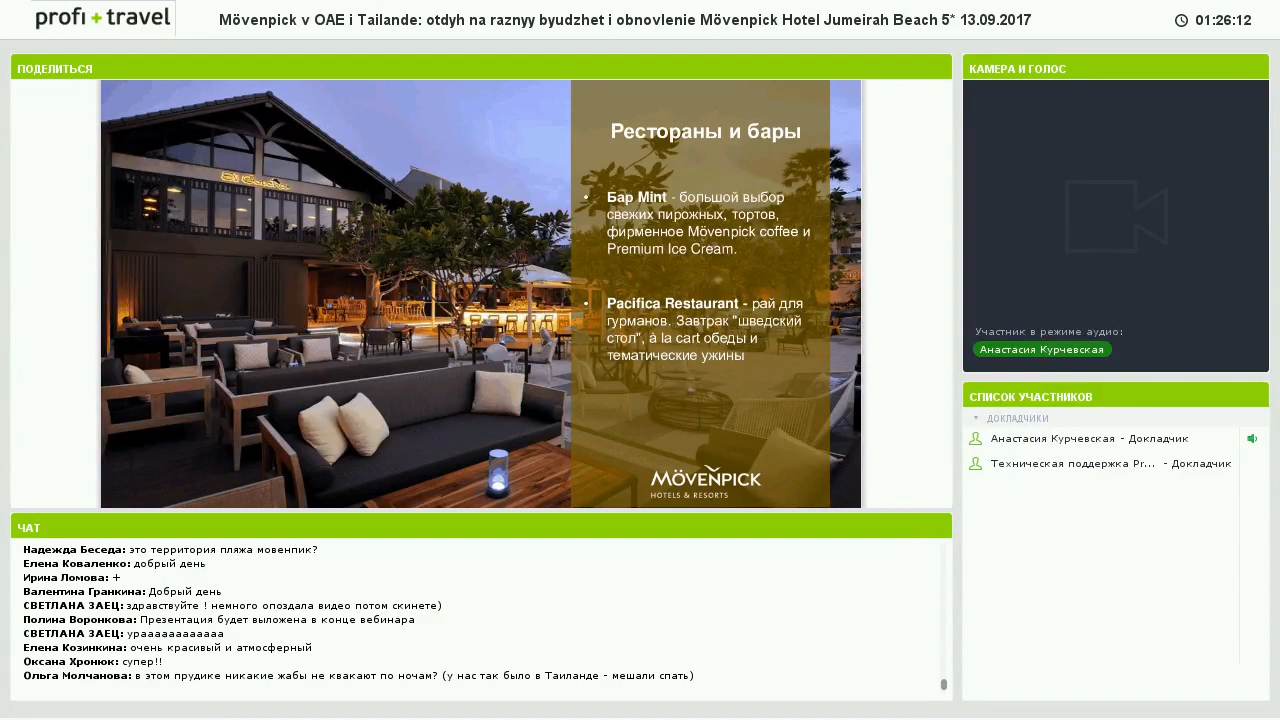 profi + travel
Mövenpick v OAE i Tailande: otdyh na raznyy byudzhet i obnovlenie Mövenpick Hotel Jumeirah Beach 5* 13.09.2017
01:26:12
ПОДЕЛИТЬСЯ
Рестораны и бары
• Бар Mint - большой выбор
свежих пирожных, тортов,
фирменное Mövenpick coffee и
Premium Ice Cream.
• Pacifica Restaurant - рай для
гурманов. Завтрак "шведский
стол", à la cart обеды и
тематические ужины
MÖVENPICK
HOTELS & RESORTS
КАМЕРА И ГОЛОС
Участник в режиме аудио:
Анастасия Курчевская
СПИСОК УЧАСТНИКОВ
ДОКЛАДЧИКИ
Анастасия Курчевская - Докладчик
Техническая поддержка Pr... - Докладчик
ЧАТ
Надежда Беседа: это территория пляжа мовенпик?
Елена Коваленко: добрый день
Ирина Ломова: +
Валентина Гранкина: Добрый день
СВЕТЛАНА ЗАЕЦ: здравствуйте ! немного опоздала видео потом скинете)
Полина Воронкова: Презентация будет выложена в конце вебинара
СВЕТЛАНА ЗАЕЦ: урааааааааааааа
Елена Козинкина: очень красивый и атмосферный
Оксана Хронюк: супер!!
Ольга Молчанова: в этом прудике никакие жабы не квакают по ночам? (у нас так было в Таиланде - мешали спать)